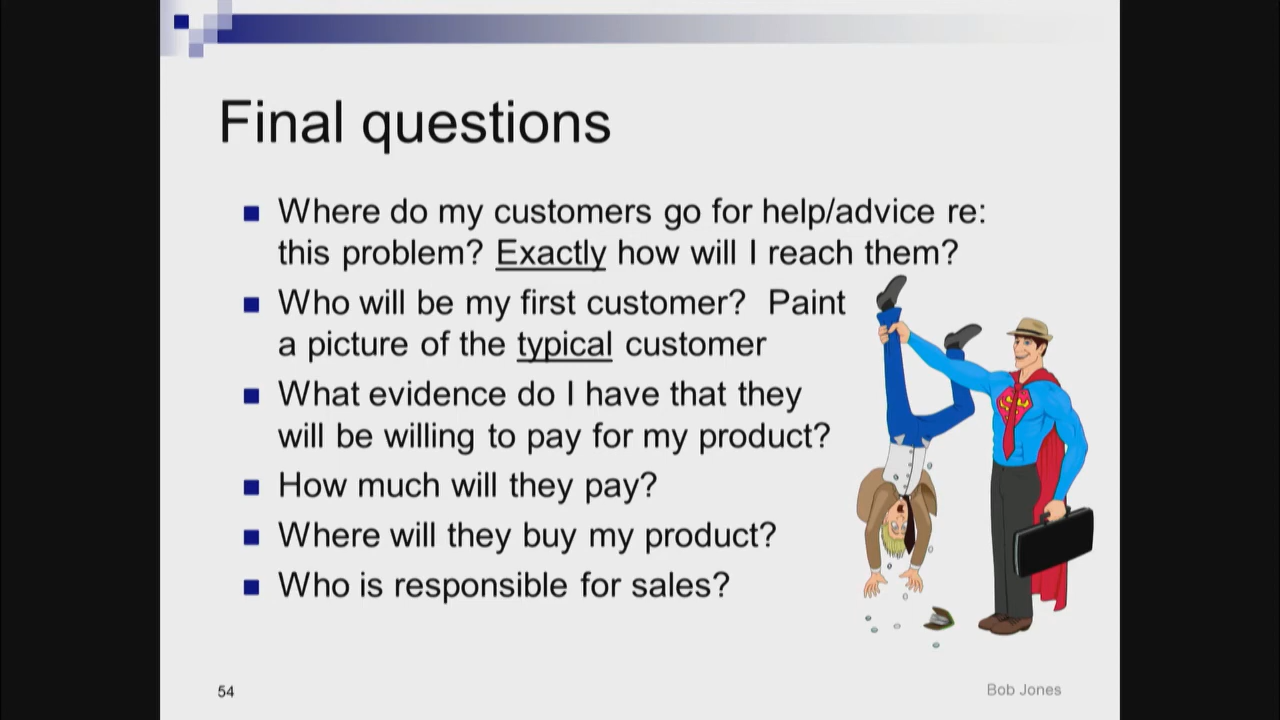 Final questions
Where do my customers go for help/advice re:
this problem? Exactly how will I reach them?
Who will be my first customer?  Paint
a picture of the typical customer
What evidence do I have that they
will be willing to pay for my product?
How much will they pay?
Where will they buy my product?
Who is responsible for sales?
54
Bob Jones